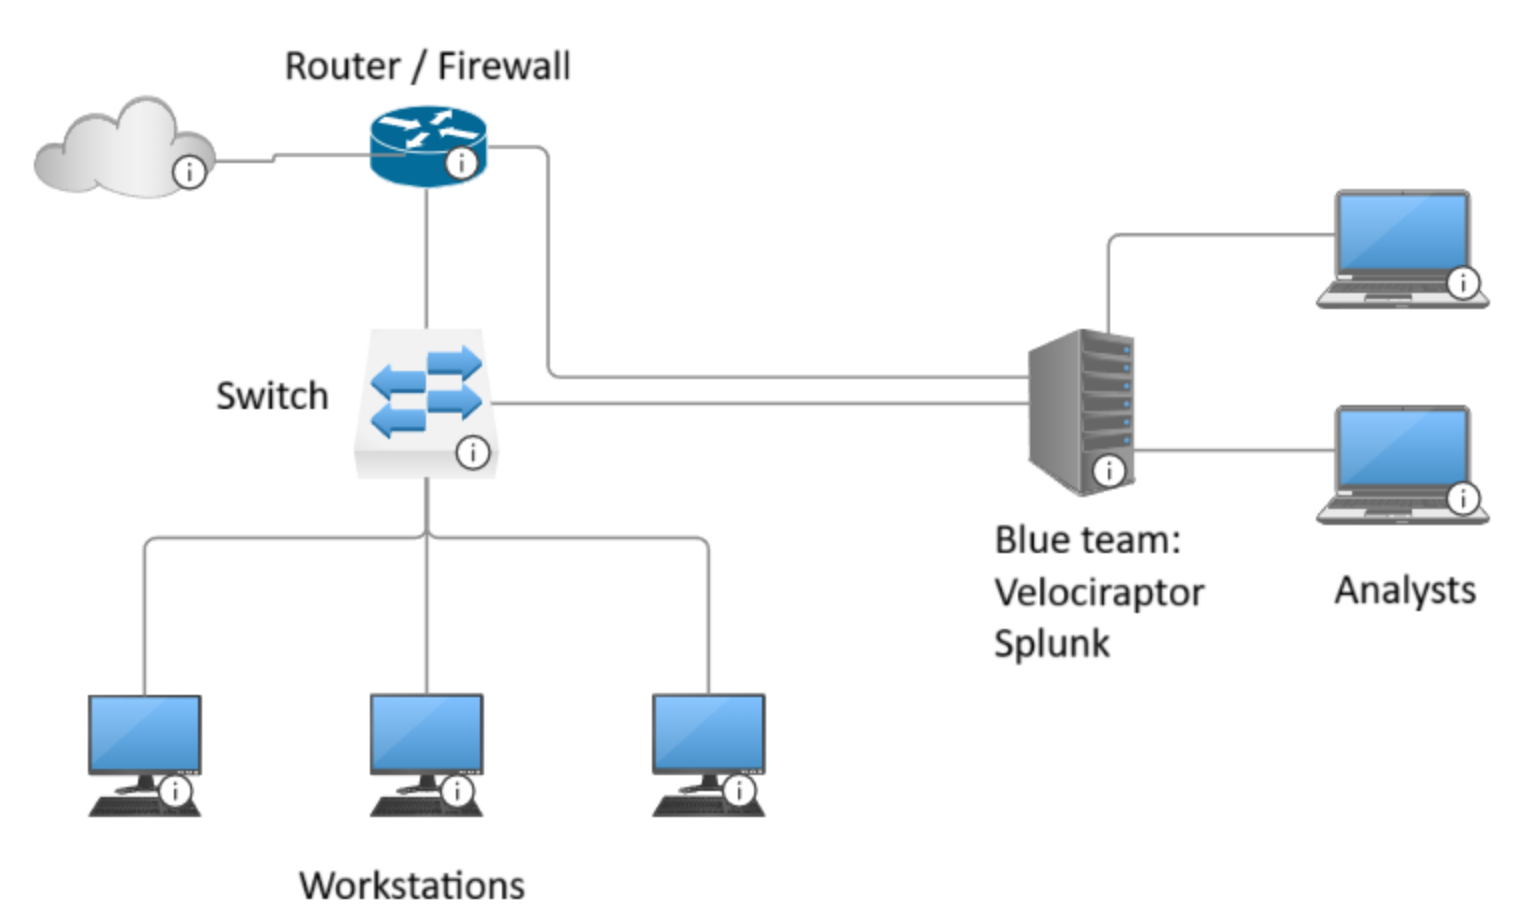 Router / Firewall
Switch
Blue team:
Velociraptor
Splunk
Analysts
Workstations
i
i
i
i
i
i
i
i
i